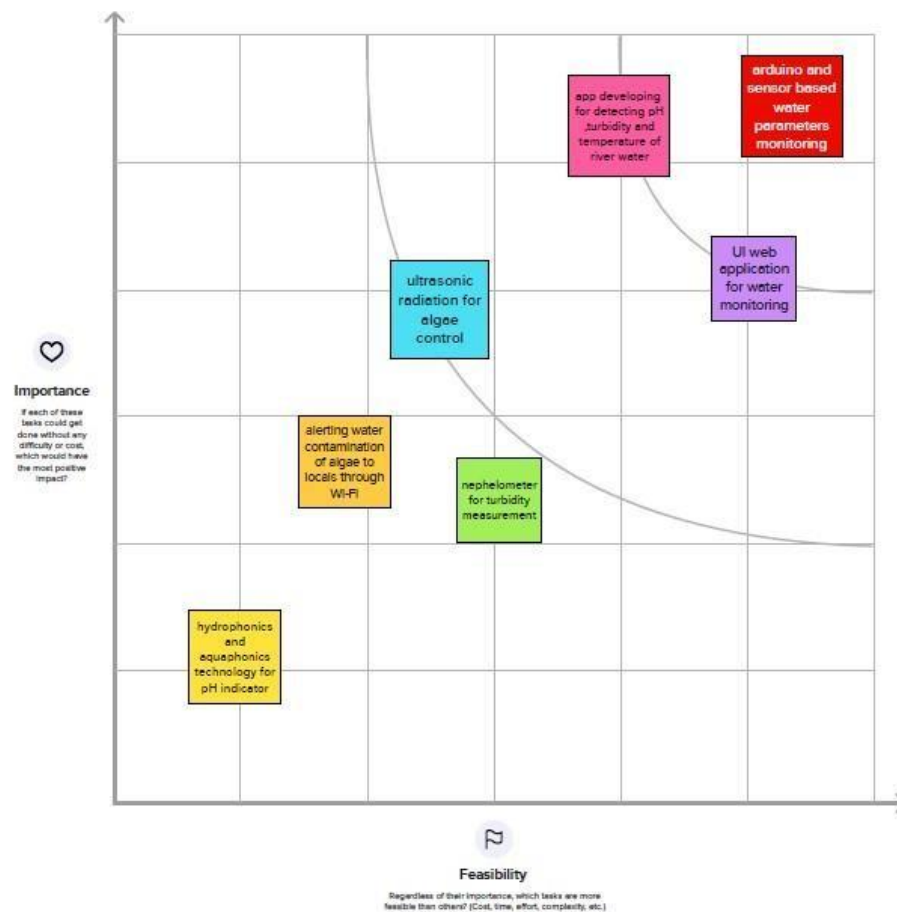 app developing
for detecting pH
,turbidity and
temperature of
river water
arduino and
sensor based
water
parameters
monitoring
UI web
application
for water
monitoring
ultrasonic
radiation for
algae
control
alerting water
contamination
of algae to
locals through
Wi-Fi
nephelometer
for turbidity
measurement
hydrophonics
and
aquaphonics
technology for
pH indicator
Importance
If each of these
tasks could get
done without any
difficulty or cost,
which would have
the most positive
impact?
Feasibility
Regardless of their importance, which tasks are more
feasible than others? (Cost, time, effort, complexity, etc.)